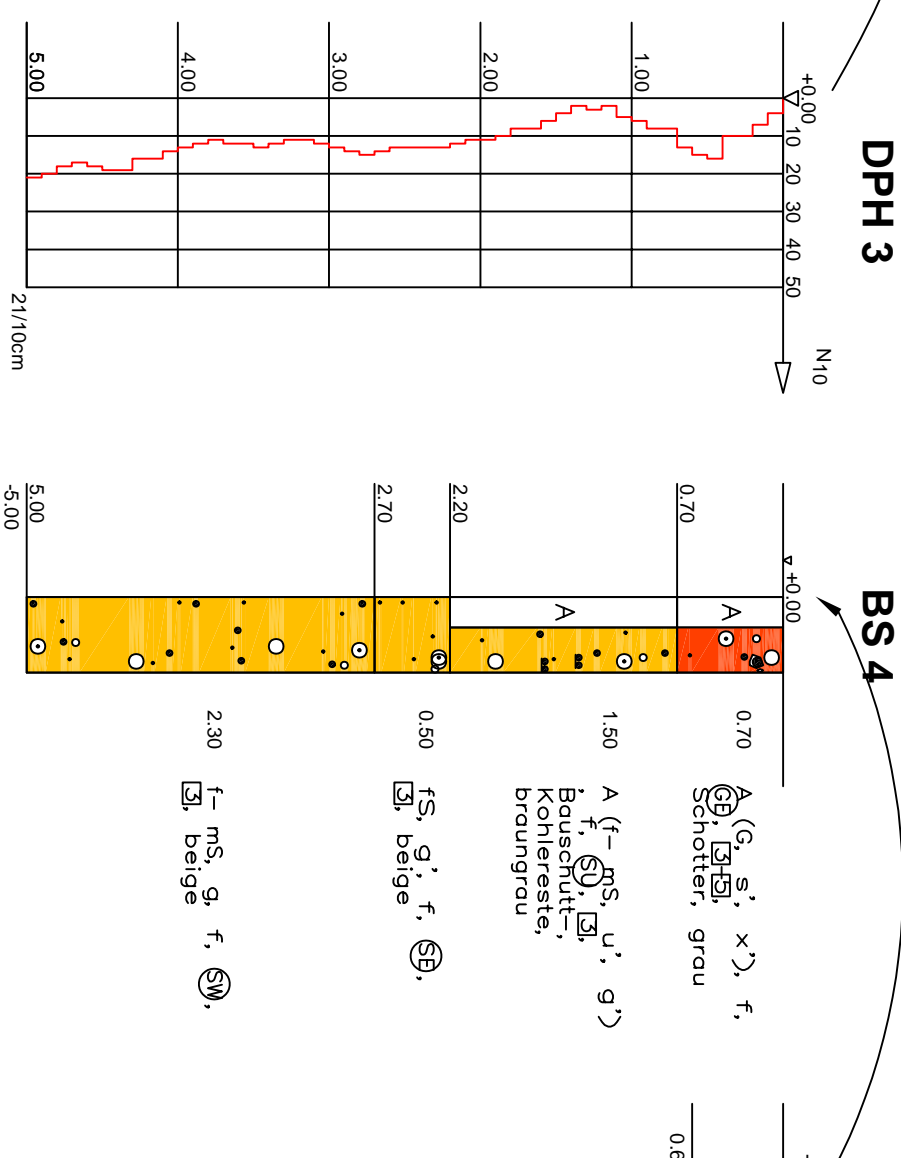 DPH 3
N10
+0.00
10
20
30
40
50
1.00
2.00
3.00
4.00
5.00
21/10cm
BS 4
+0.00
0.70
2.20
2.70
5.00
-5.00
A
A
0.70
A (G, s', x'), f,
GE, 3-5,
Schotter, grau
1.50
A (f- mS, u', g')
, f, SU, 3,
Bauschutt-,
Kohlereste,
braungrau
0.50
fS, g', f, SE,
3, beige
2.30
f- mS, g, f, SW,
3, beige